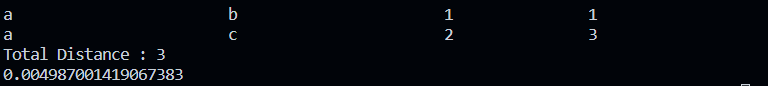 a b 1 1
a c 2 3
Total Distance : 3
0.004987001419067383